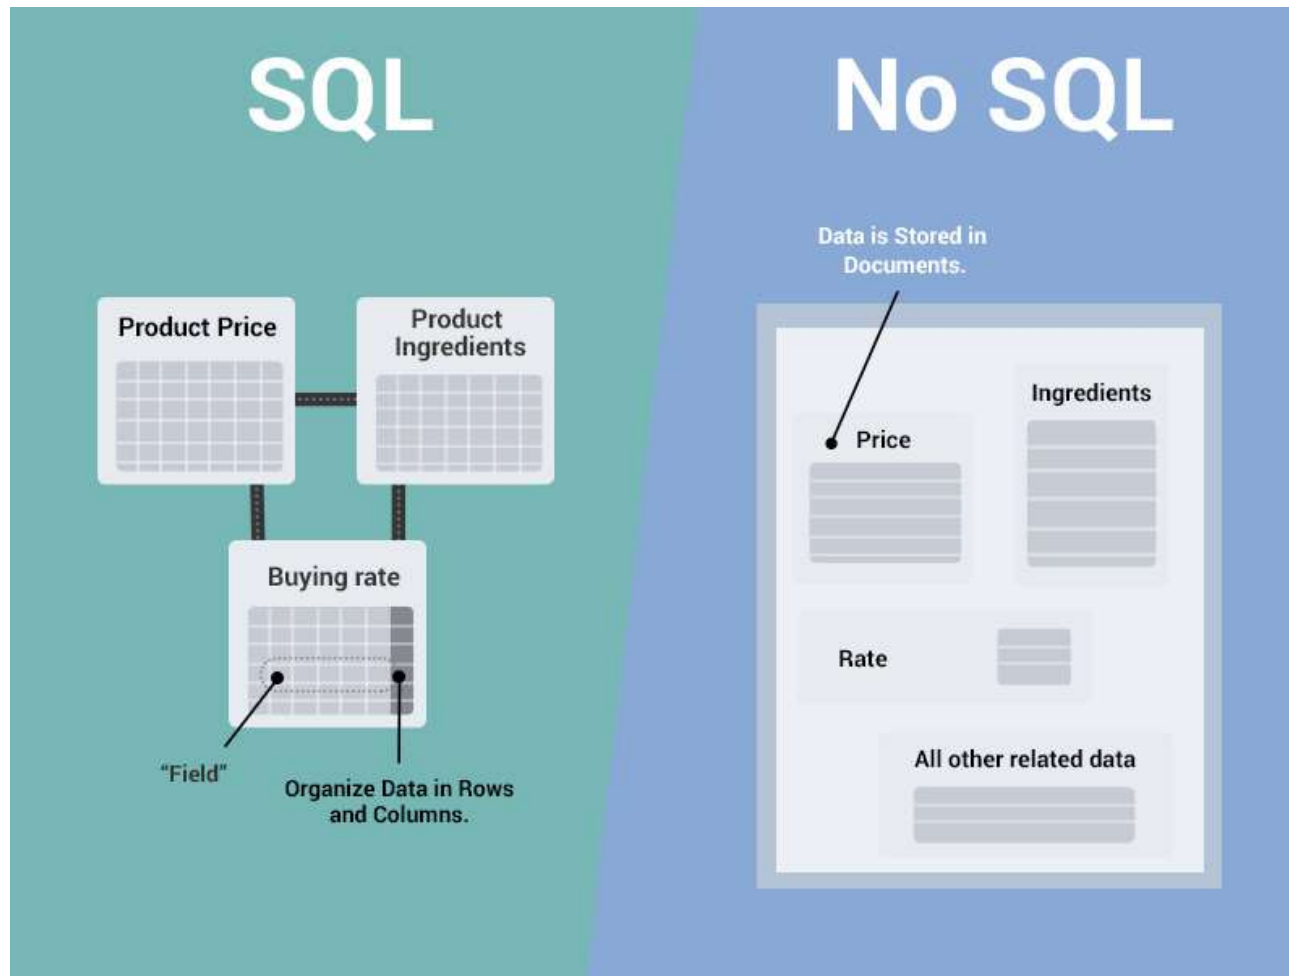 SQL
Product Price
Product
Ingredients
Buying rate
“Field”
Organize Data in Rows
and Columns.
No SQL
Data is Stored in
Documents.
Price
Ingredients
Rate
All other related data